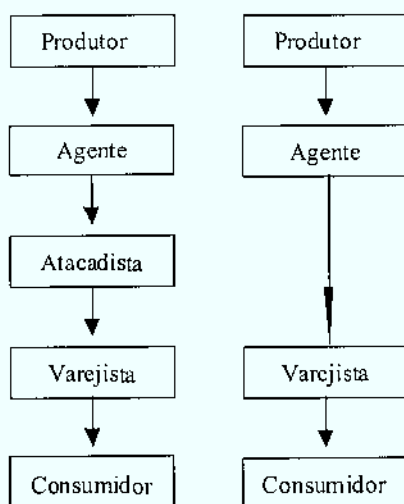 Produtor
Agente
Atacadista
Varejista
Consumidor
Produtor
Agente
Varejista
Consumidor